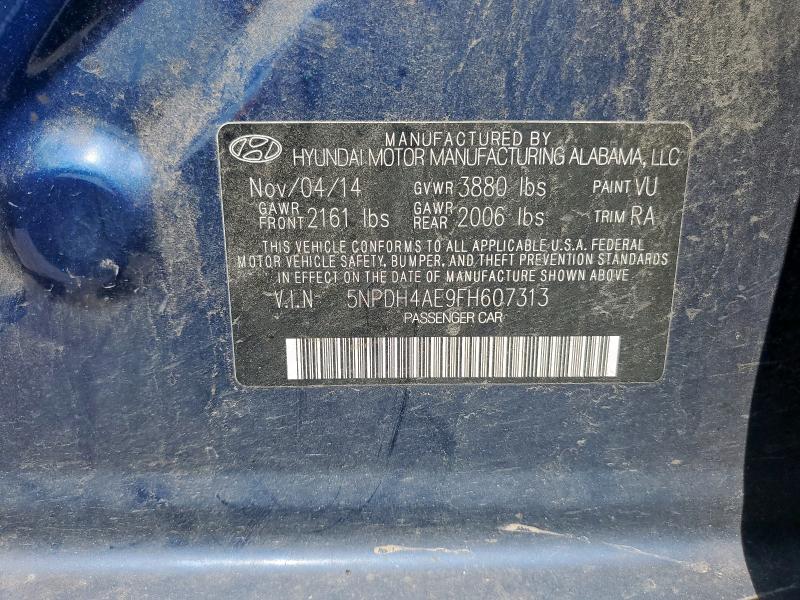 MANUFACTURED BY
HYUNDAI MOTOR MANUFACTURING ALABAMA, LLC
Nov/04/14 GVWR 3880 lbs PAINT VU
GAWR FRONT 2161 lbs GAWR REAR 2006 lbs TRIM RA
THIS VEHICLE CONFORMS TO ALL APPLICABLE U.S.A. FEDERAL
MOTOR VEHICLE SAFETY, BUMPER, AND THEFT PREVENTION STANDARDS
IN EFFECT ON THE DATE OF MANUFACTURE SHOWN ABOVE
V.I.N 5NPDH4AE9FH607313
PASSENGER CAR